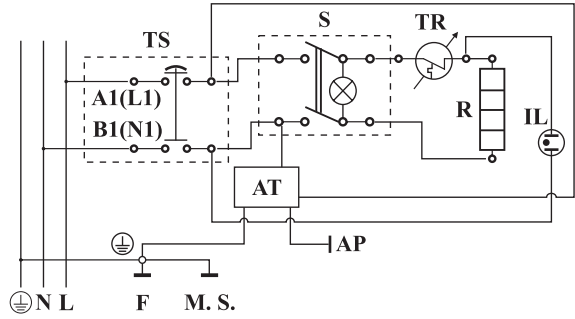 TS
S
TR
A1(L1)
B1(N1)
R
IL
AT
AP
N L
F
M. S.